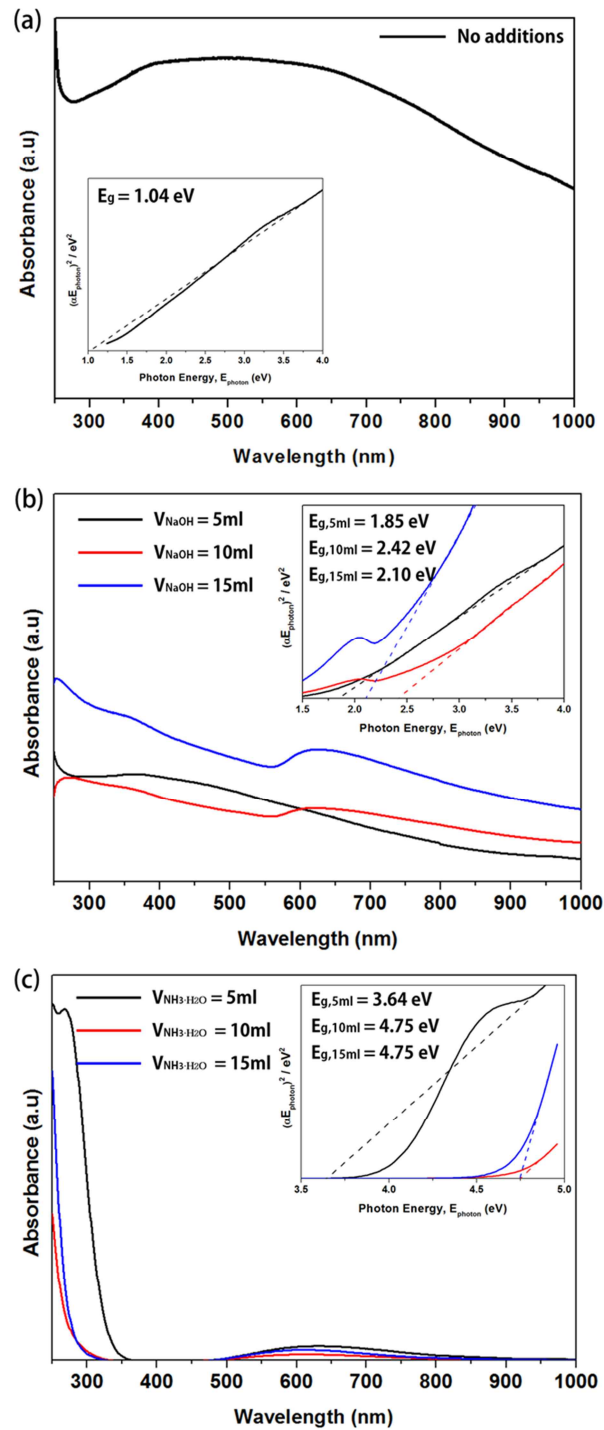 (a)
No additions
Absorbance (a.u)
Eg = 1.04 eV
(αEphoton)² / eV²
1.0 1.5 2.0 2.5 3.0 3.5 4.0
Photon Energy, Ephoton (eV)
300 400 500 600 700 800 900 1000
Wavelength (nm)
(b)
VNaOH = 5ml
VNaOH = 10ml
VNaOH = 15ml
Absorbance (a.u)
Eg,5ml = 1.85 eV
Eg,10ml = 2.42 eV
Eg,15ml = 2.10 eV
(αEphoton)² / eV²
1.5 2.0 2.5 3.0 3.5 4.0
Photon Energy, Ephoton (eV)
300 400 500 600 700 800 900 1000
Wavelength (nm)
(c)
VNH3·H2O = 5ml
VNH3·H2O = 10ml
VNH3·H2O = 15ml
Absorbance (a.u)
Eg,5ml = 3.64 eV
Eg,10ml = 4.75 eV
Eg,15ml = 4.75 eV
(αEphoton)² / eV²
3.5 4.0 4.5 5.0
Photon Energy, Ephoton (eV)
300 400 500 600 700 800 900 1000
Wavelength (nm)